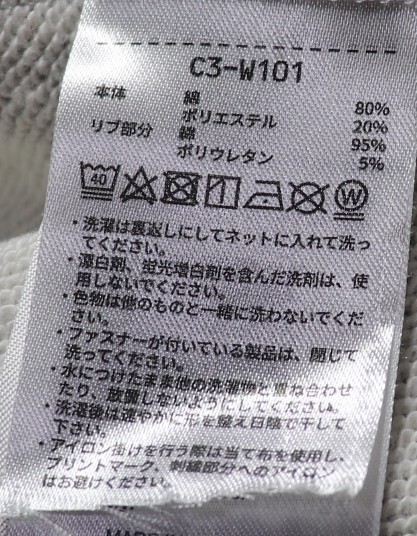 C3-W101
本体 綿 80%
ポリエステル 20%
リブ部分 綿 95%
ポリウレタン 5%
40 W
・洗濯は裏返しにしてネットに入れて洗っ
てください。
・漂白剤、蛍光増白剤を含んだ洗剤は、使
用しないでください。
・色物は他のものと一緒に洗わないでくだ
さい。
・ファスナーが付いている製品は、閉じて
洗ってください。
・水につけたまま他の洗濯物と重ね合わせ
たり、放置しないようにしてください。
・洗濯後は速やかに形を整え日陰で干して
下さい。
・アイロン掛けを行う際は当て布を使用し、
プリントマーク、刺繍部分へのアイロン
はお避けください。